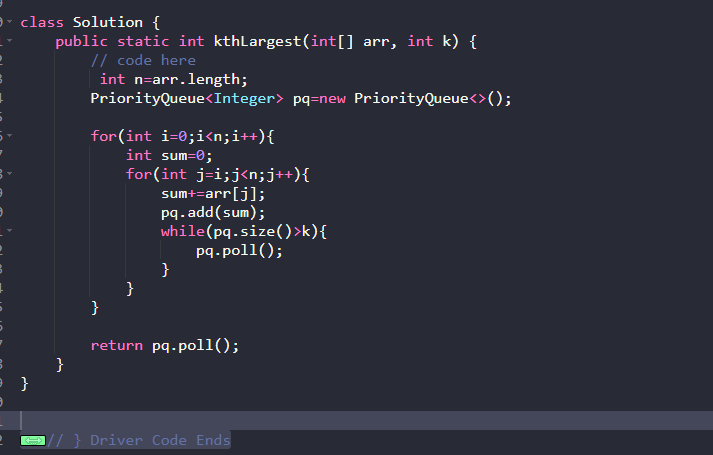 class Solution {
    public static int kthLargest(int[] arr, int k) {
        // code here
         int n=arr.length;
        PriorityQueue<Integer> pq=new PriorityQueue<>();
        for(int i=0;i<n;i++){
            int sum=0;
            for(int j=i;j<n;j++){
                sum+=arr[j];
                pq.add(sum);
                while(pq.size()>k){
                    pq.poll();
                }
            }
        }
        return pq.poll();
    }
}
// } Driver Code Ends